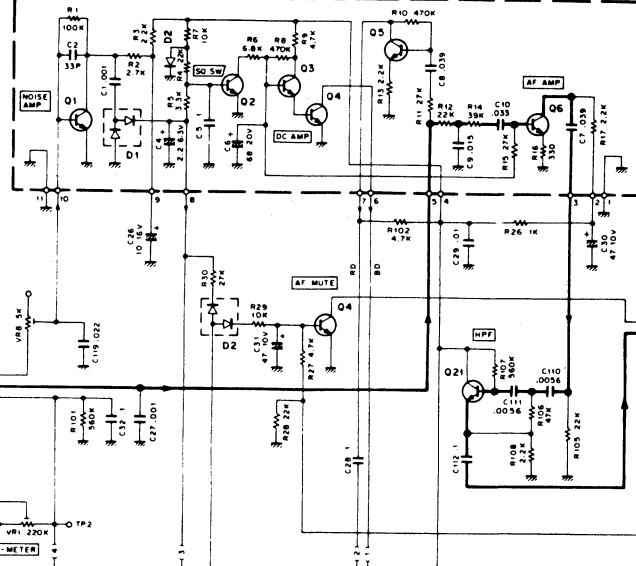 R1
100K
C2
33P
NOISE
AMP
Q1
C1 .001
R3
2.2K
R2
2.7K
D1
D2
R7
10K
R4 22K
R5
3.3K
SQ SW
Q2
C4
2.2 6.3V
C5 .1
C6
68 20V
R6
6.8K
R8
470K
R9
4.7K
Q3
Q4
DC AMP
R10 470K
Q5
R13 2.2K
C8 .039
R11 27K
R12
22K
R14
39K
C10
.033
C9 .015
R15 27K
AF AMP
Q6
R16
330
C7 .039
R17 2.2K
11
10
9
8
7
6
5
4
3
2
1
C26
10 16V
R102
4.7K
C29 .01
R26 1K
C30
47 10V
RD
BD
R30
27K
D2
R29
10K
C31
47 10V
AF MUTE
Q4
R27 4.7K
R28 22K
VR8 5K
C119 .022
HPF
Q21
R107
560K
C110
.0056
C111
.0056
R106
47K
R108
2.2K
R105 22K
C112 .1
R101
560K
C32 .1
C27 .001
C28 .1
VR1 220K
TP2
-METER
4
3
2
1